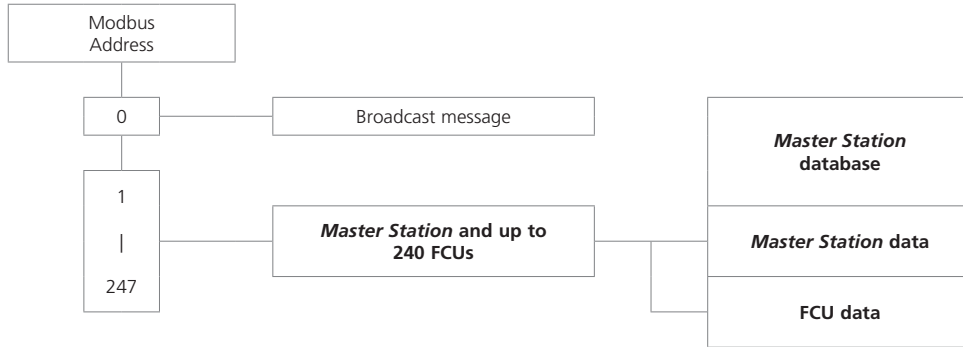 Modbus
Address
0
Broadcast message
Master Station
database
1
|
247
Master Station and up to
240 FCUs
Master Station data
FCU data